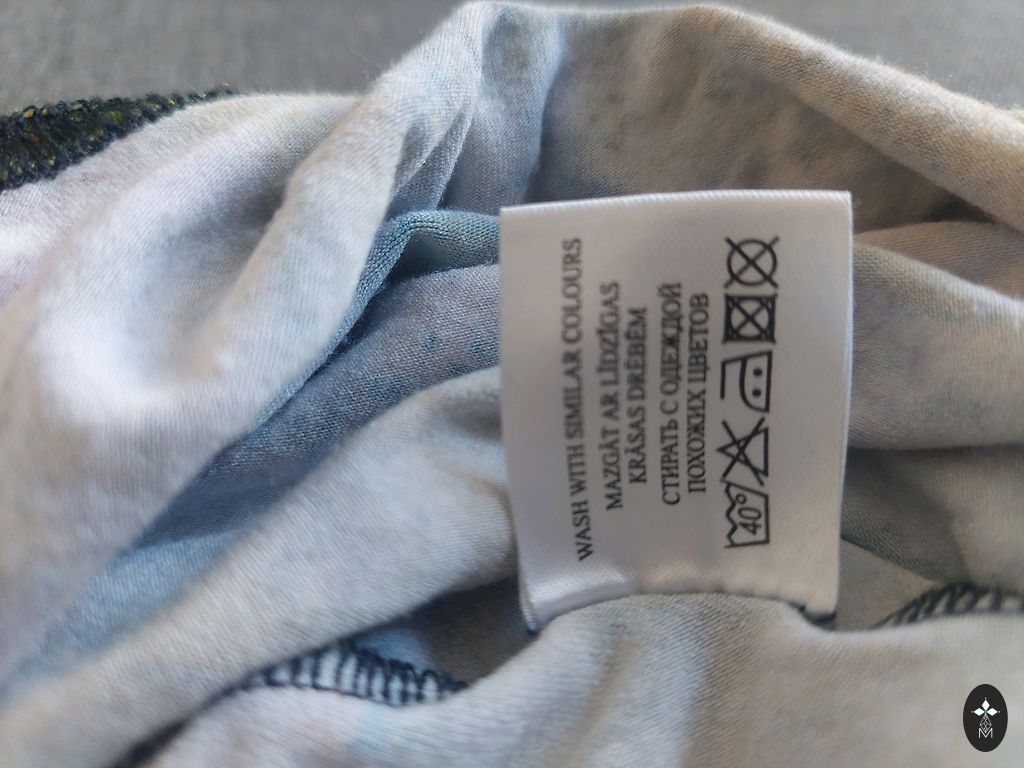 WASH WITH SIMILAR COLOURS
MAZGĀT AR LĪDZĪGAS
KRĀSAS DRĒBĒM
СТИРАТЬ С ОДЕЖДОЙ
ПОХОЖИХ ЦВЕТОВ
40°
M